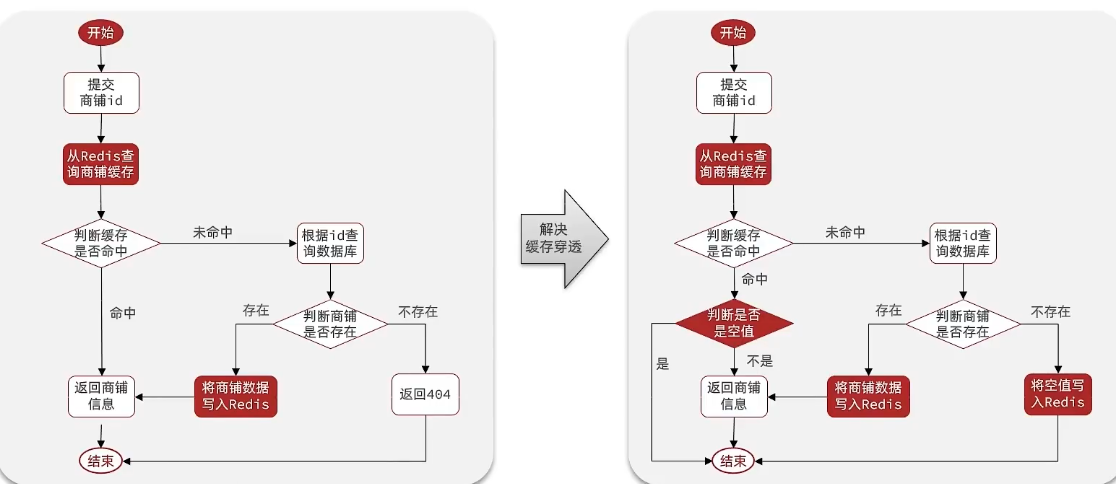 开始
提交
商铺id
从Redis查
询商铺缓存
判断缓存
是否命中
未命中
根据id查
询数据库
命中
存在
判断商铺
是否存在
不存在
返回商铺
信息
将商铺数据
写入Redis
返回404
结束
解决
缓存穿透
开始
提交
商铺id
从Redis查
询商铺缓存
判断缓存
是否命中
未命中
根据id查
询数据库
命中
判断是否
是空值
存在
判断商铺
是否存在
不存在
是
不是
返回商铺
信息
将商铺数据
写入Redis
将空值写
入Redis
结束